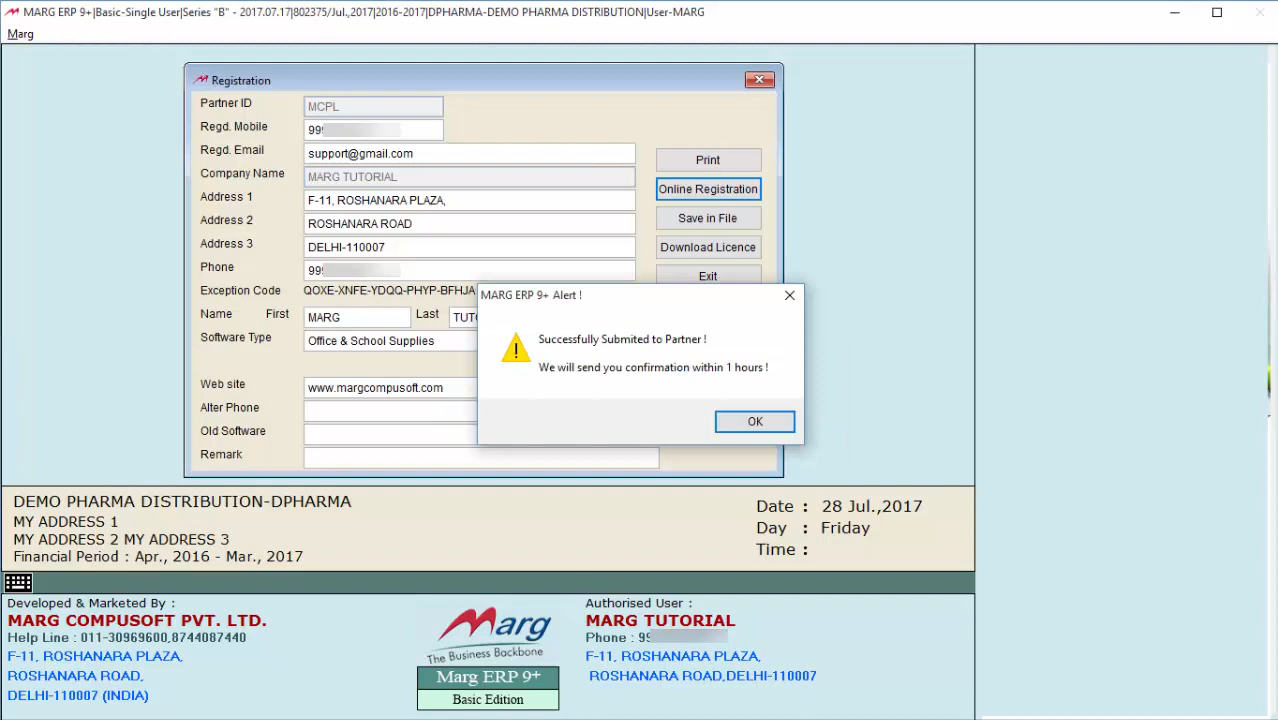 MARG ERP 9+|Basic-Single User|Series "B" - 2017.07.17|802375/Jul.,2017|2016-2017|DPHARMA-DEMO PHARMA DISTRIBUTION|User-MARG
Marg
Registration
Partner ID MCPL
Regd. Mobile 99
Regd. Email support@gmail.com
Company Name MARG TUTORIAL
Address 1 F-11, ROSHANARA PLAZA,
Address 2 ROSHANARA ROAD
Address 3 DELHI-110007
Phone 99
Exception Code QOXE-XNFE-YDQQ-PHYP-BFHJA
Name First MARG Last TUTO
Software Type Office & School Supplies
Web site www.margcompusoft.com
Alter Phone
Old Software
Remark
Print
Online Registration
Save in File
Download Licence
Exit
MARG ERP 9+ Alert !
Successfully Submited to Partner !
We will send you confirmation within 1 hours !
OK
DEMO PHARMA DISTRIBUTION-DPHARMA
MY ADDRESS 1
MY ADDRESS 2 MY ADDRESS 3
Financial Period : Apr., 2016 - Mar., 2017
Date : 28 Jul.,2017
Day : Friday
Time :
Developed & Marketed By :
MARG COMPUSOFT PVT. LTD.
Help Line : 011-30969600,8744087440
F-11, ROSHANARA PLAZA,
ROSHANARA ROAD,
DELHI-110007 (INDIA)
Marg
The Business Backbone
Marg ERP 9+
Basic Edition
Authorised User :
MARG TUTORIAL
Phone : 99
F-11, ROSHANARA PLAZA,
ROSHANARA ROAD,DELHI-110007